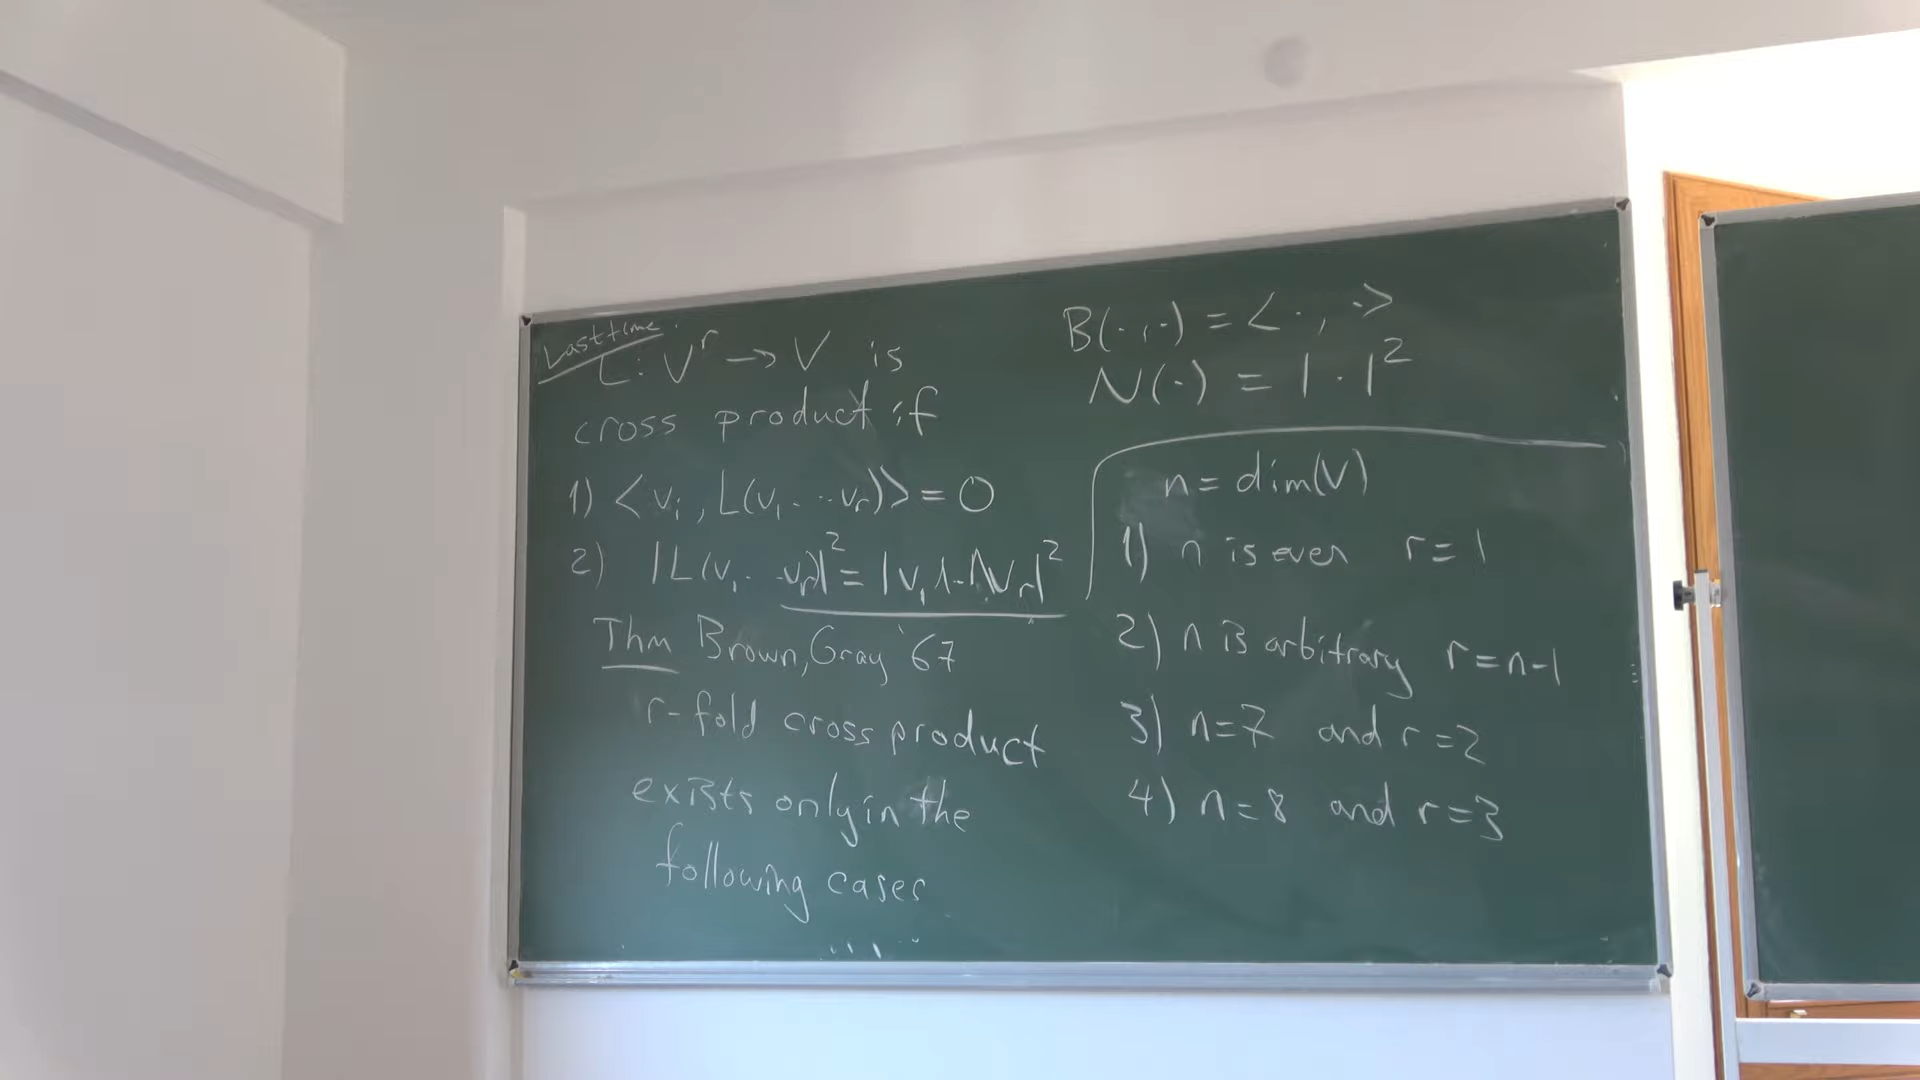 Last time:
L: V^r → V is
cross product if
1) <v_i, L(v_1...v_r)> = 0
2) |L(v_1...v_r)|^2 = |v_1∧..∧v_r|^2
Thm Brown, Gray '67
r-fold cross product
exists only in the
following cases
B(·,·) = <·,·>
N(·) = |·|^2
n = dim(V)
1) n is even r=1
2) n is arbitrary r=n-1
3) n=7 and r=2
4) n=8 and r=3